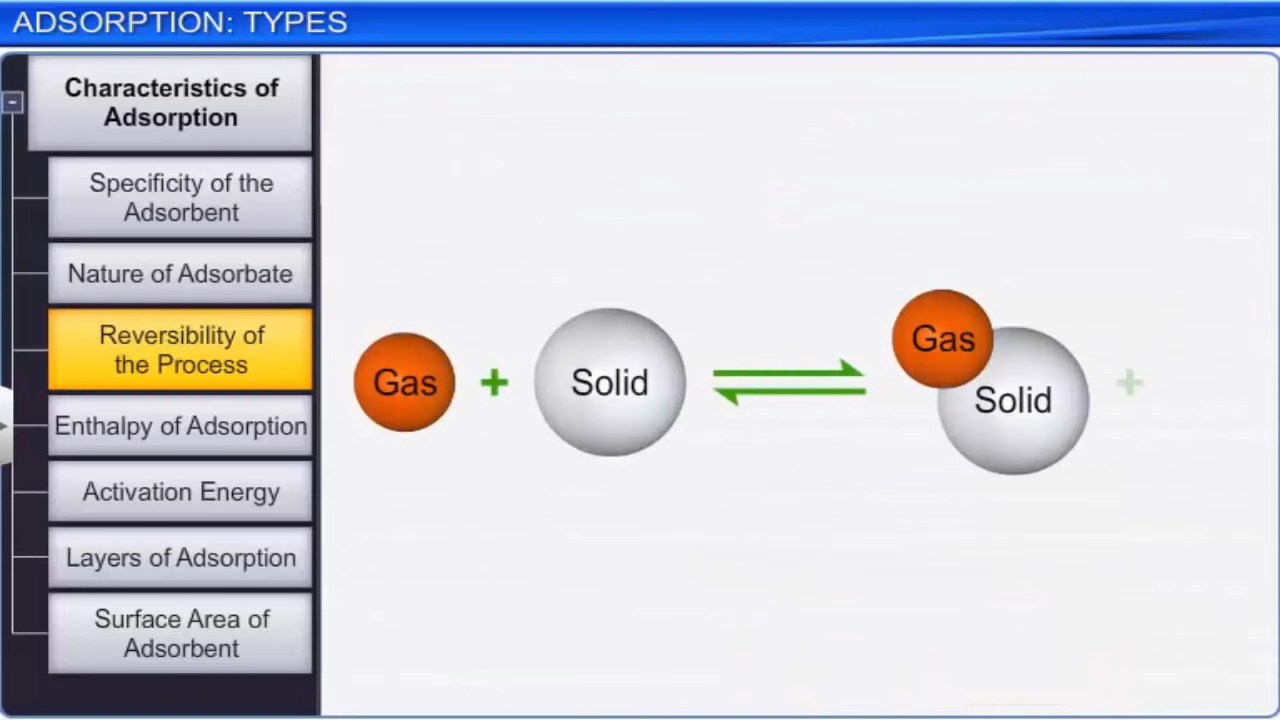 ADSORPTION: TYPES
-
Characteristics of
Adsorption
Specificity of the
Adsorbent
Nature of Adsorbate
Reversibility of
the Process
Enthalpy of Adsorption
Activation Energy
Layers of Adsorption
Surface Area of
Adsorbent
Gas + Solid ⇌ Gas Solid +